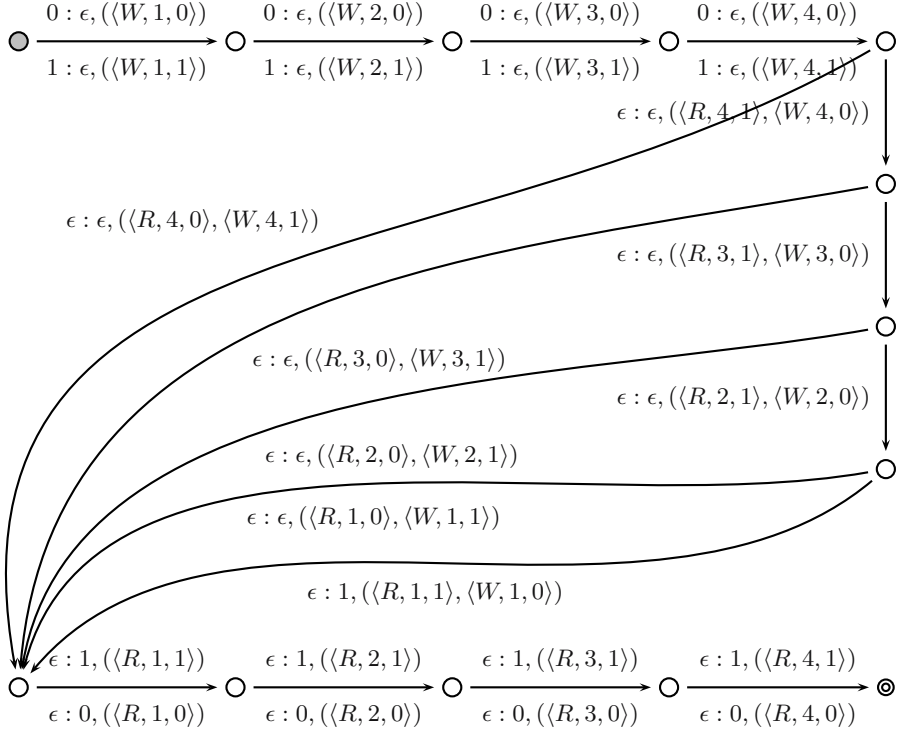 0 : ϵ, (⟨W, 1, 0⟩) 0 : ϵ, (⟨W, 2, 0⟩) 0 : ϵ, (⟨W, 3, 0⟩) 0 : ϵ, (⟨W, 4, 0⟩)
1 : ϵ, (⟨W, 1, 1⟩) 1 : ϵ, (⟨W, 2, 1⟩) 1 : ϵ, (⟨W, 3, 1⟩) 1 : ϵ, (⟨W, 4, 1⟩)
ϵ : ϵ, (⟨R, 4, 1⟩, ⟨W, 4, 0⟩)
ϵ : ϵ, (⟨R, 4, 0⟩, ⟨W, 4, 1⟩)
ϵ : ϵ, (⟨R, 3, 1⟩, ⟨W, 3, 0⟩)
ϵ : ϵ, (⟨R, 3, 0⟩, ⟨W, 3, 1⟩)
ϵ : ϵ, (⟨R, 2, 1⟩, ⟨W, 2, 0⟩)
ϵ : ϵ, (⟨R, 2, 0⟩, ⟨W, 2, 1⟩)
ϵ : ϵ, (⟨R, 1, 0⟩, ⟨W, 1, 1⟩)
ϵ : 1, (⟨R, 1, 1⟩, ⟨W, 1, 0⟩)
ϵ : 1, (⟨R, 1, 1⟩) ϵ : 1, (⟨R, 2, 1⟩) ϵ : 1, (⟨R, 3, 1⟩) ϵ : 1, (⟨R, 4, 1⟩)
ϵ : 0, (⟨R, 1, 0⟩) ϵ : 0, (⟨R, 2, 0⟩) ϵ : 0, (⟨R, 3, 0⟩) ϵ : 0, (⟨R, 4, 0⟩)